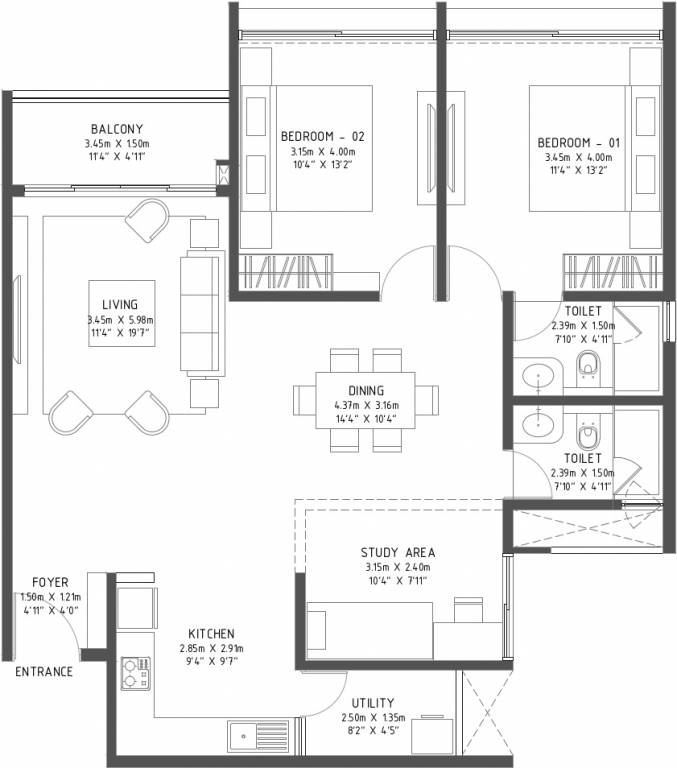 BEDROOM - 02
3.15m X 4.00m
10'4" X 13'2"
BEDROOM - 01
3.45m X 4.00m
11'4" X 13'2"
BALCONY
3.45m X 1.50m
11'4" X 4'11"
LIVING
3.45m X 5.98m
11'4" X 19'7"
TOILET
2.39m X 1.50m
7'10" X 4'11"
DINING
4.37m X 3.16m
14'4" X 10'4"
TOILET
2.39m X 1.50m
7'10" X 4'11"
STUDY AREA
3.15m X 2.40m
10'4" X 7'11"
FOYER
1.50m X 1.21m
4'11" X 4'0"
ENTRANCE
KITCHEN
2.85m X 2.91m
9'4" X 9'7"
UTILITY
2.50m X 1.35m
8'2" X 4'5"